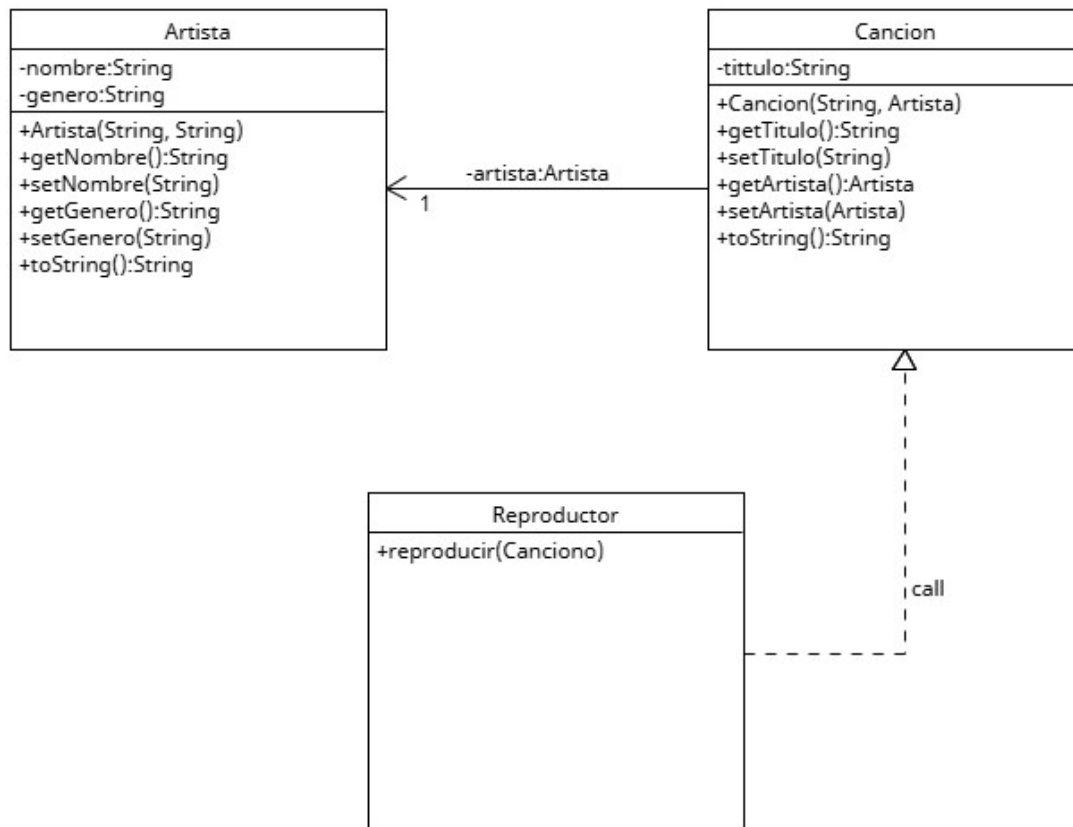 Artista
-nombre:String
-genero:String
+Artista(String, String)
+getNombre():String
+setNombre(String)
+getGenero():String
+setGenero(String)
+toString():String
-artista:Artista
1
Cancion
-tittulo:String
+Cancion(String, Artista)
+getTitulo():String
+setTitulo(String)
+getArtista():Artista
+setArtista(Artista)
+toString():String
Reproductor
+reproducir(Canciono)
call